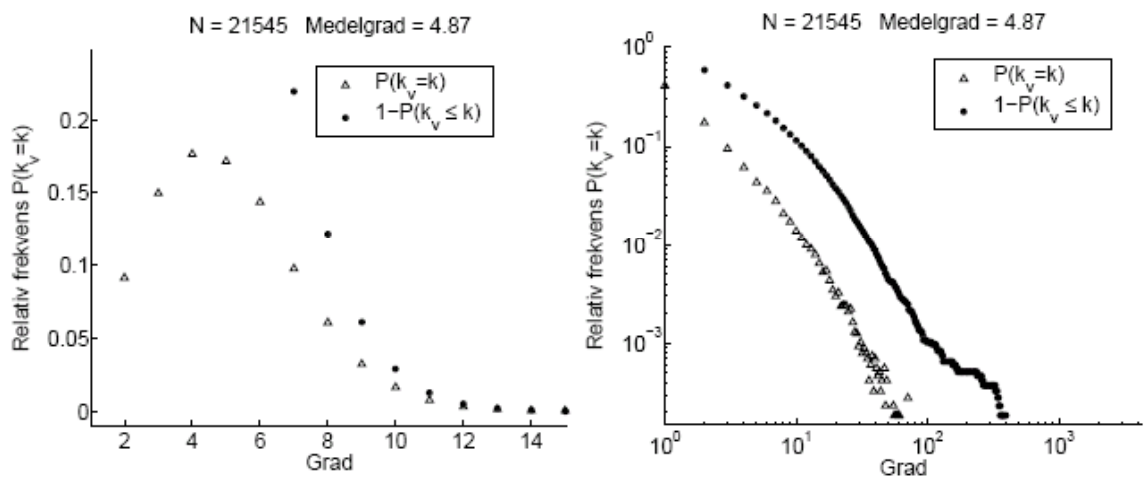 N = 21545 Medelgrad = 4.87
P(k_v=k)
1−P(k_v ≤ k)
Relativ frekvens P(k_v=k)
0.2
0.15
0.1
0.05
0
2 4 6 8 10 12 14
Grad
N = 21545 Medelgrad = 4.87
P(k_v=k)
1−P(k_v ≤ k)
Relativ frekvens P(k_v=k)
10^0
10^−1
10^−2
10^−3
10^0 10^1 10^2 10^3
Grad